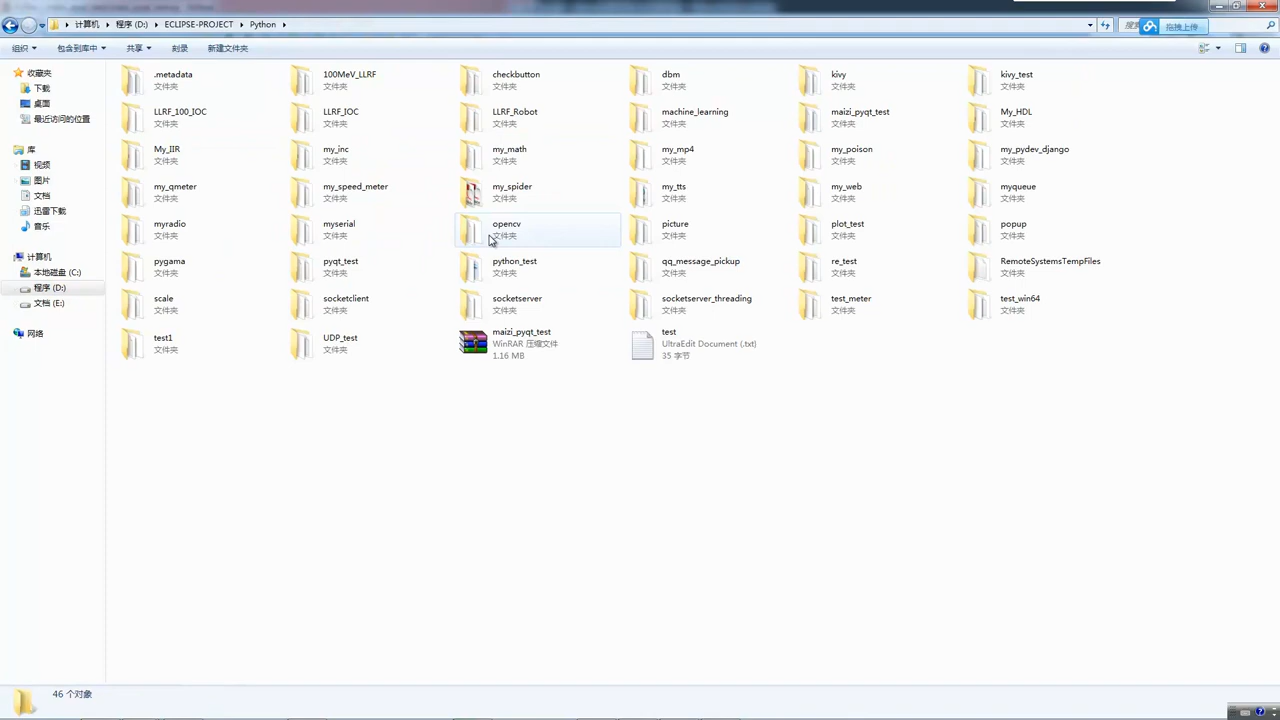 计算机 程序 (D:) ECLIPSE-PROJECT Python
拖拽上传
组织 包含到库中 共享 刻录 新建文件夹
收藏夹
下载
桌面
最近访问的位置
库
视频
图片
文档
迅雷下载
音乐
计算机
本地磁盘 (C:)
程序 (D:)
文档 (E:)
网络
.metadata
文件夹
100MeV_LLRF
文件夹
checkbutton
文件夹
dbm
文件夹
kivy
文件夹
kivy_test
文件夹
LLRF_100_IOC
文件夹
LLRF_IOC
文件夹
LLRF_Robot
文件夹
machine_learning
文件夹
maizi_pyqt_test
文件夹
My_HDL
文件夹
My_IIR
文件夹
my_inc
文件夹
my_math
文件夹
my_mp4
文件夹
my_poison
文件夹
my_pydev_django
文件夹
my_qmeter
文件夹
my_speed_meter
文件夹
my_spider
文件夹
my_tts
文件夹
my_web
文件夹
myqueue
文件夹
myradio
文件夹
myserial
文件夹
opencv
文件夹
picture
文件夹
plot_test
文件夹
popup
文件夹
pygama
文件夹
pyqt_test
文件夹
python_test
文件夹
qq_message_pickup
文件夹
re_test
文件夹
RemoteSystemsTempFiles
文件夹
scale
文件夹
socketclient
文件夹
socketserver
文件夹
socketserver_threading
文件夹
test_meter
文件夹
test_win64
文件夹
test1
文件夹
UDP_test
文件夹
maizi_pyqt_test
WinRAR 压缩文件
1.16 MB
test
UltraEdit Document (.txt)
35 字节
46 个对象